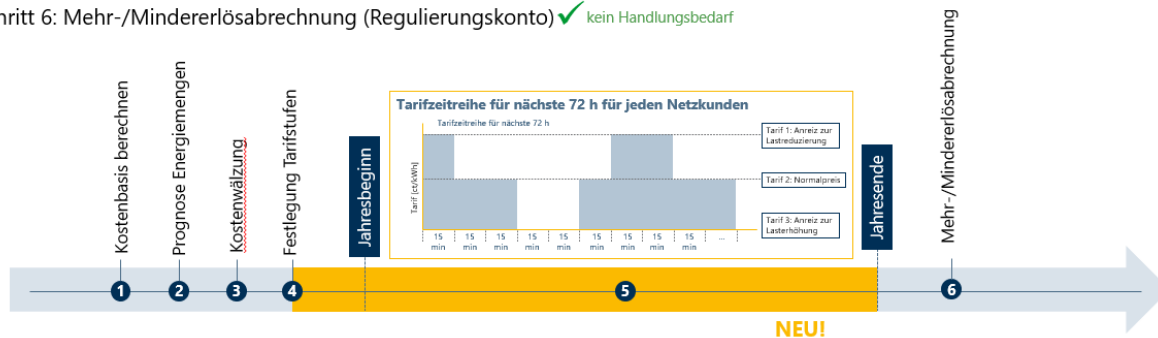 hritt 6: Mehr-/Mindererlösabrechnung (Regulierungskonto)
kein Handlungsbedarf
Kostenbasis berechnen
Prognose Energiemengen
Kostenwälzung
Festlegung Tarifstufen
Jahresbeginn
Tarifzeitreihe für nächste 72 h für jeden Netzkunden
Tarifzeitreihe für nächste 72 h
Tarif [ct/kWh]
Tarif 1: Anreiz zur
Lastreduzierung
Tarif 2: Normalpreis
Tarif 3: Anreiz zur
Lasterhöhung
15 15 15 15 15 15 15 15 15 ...
min min min min min min min min min
Jahresende
Mehr-/Mindererlösabrechnung
1 2 3 4 5 6
NEU!